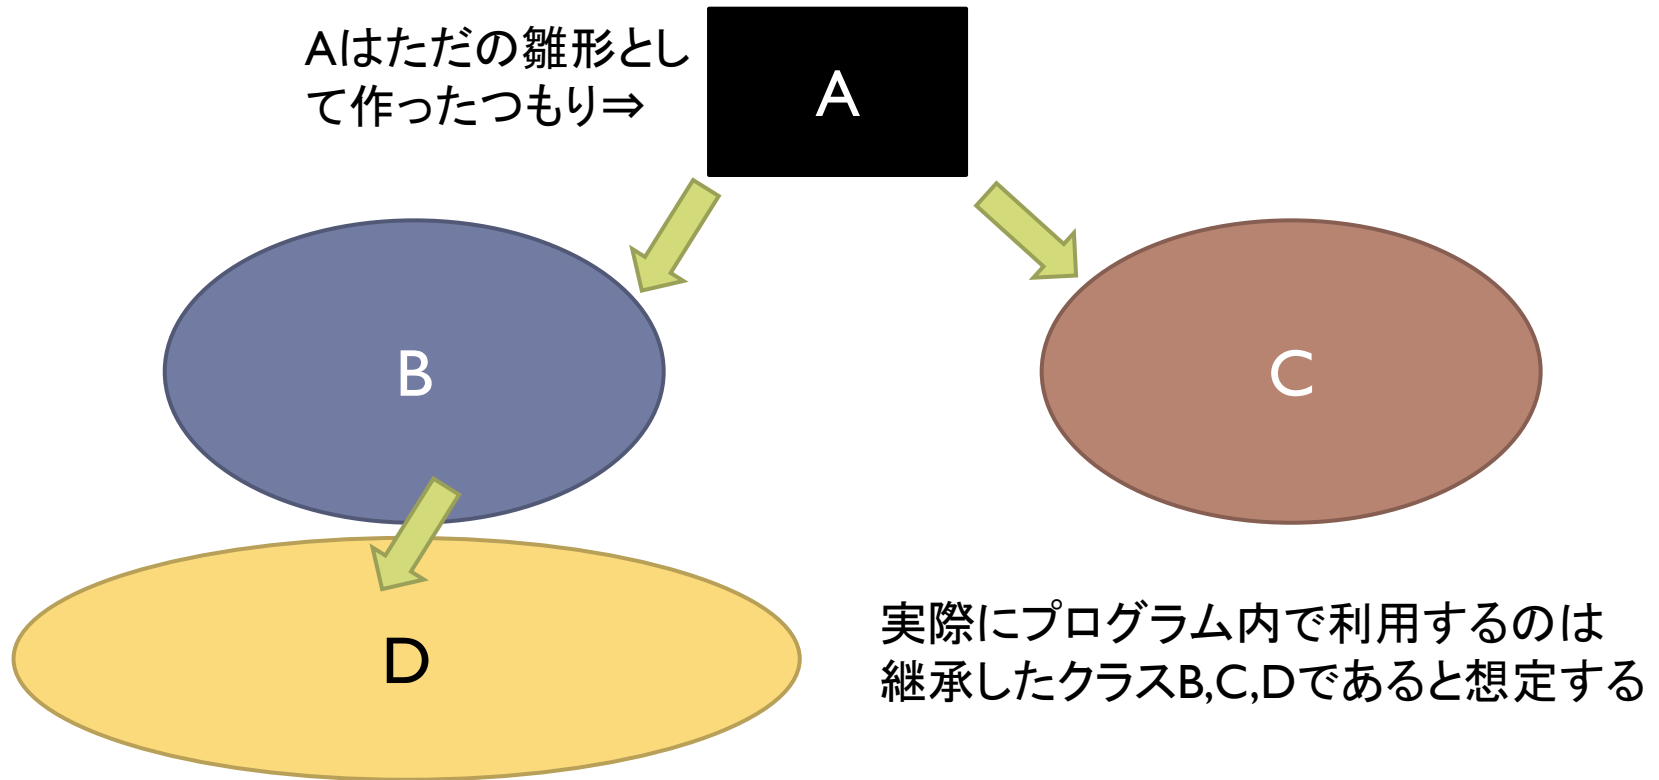 Aはただの雛形とし
て作ったつもり⇒
A
B
C
D
実際にプログラム内で利用するのは
継承したクラスB,C,Dであると想定する